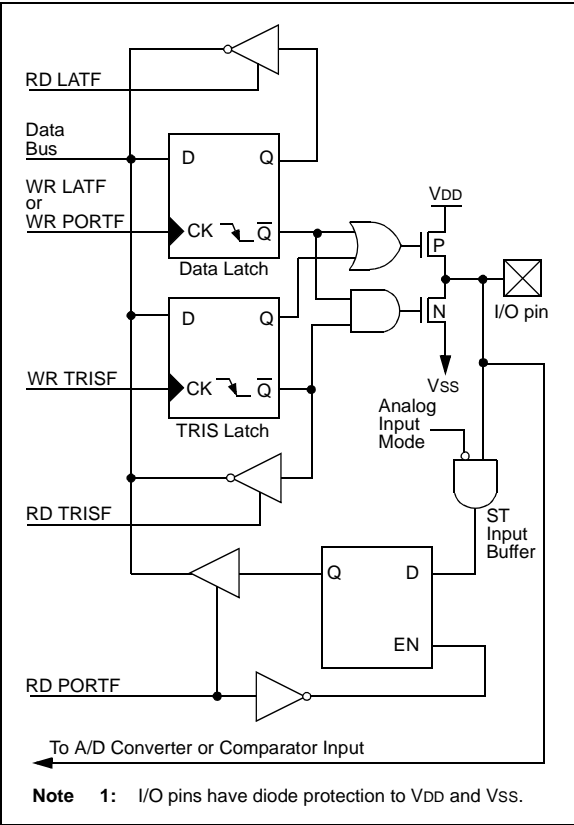 RD LATF
Data
Bus
D
Q
WR LATF
or
WR PORTF
CK
Q̅
Data Latch
VDD
P
N
I/O pin
VSS
D
Q
WR TRISF
CK
Q̅
TRIS Latch
Analog
Input
Mode
RD TRISF
ST
Input
Buffer
Q
D
EN
RD PORTF
To A/D Converter or Comparator Input
Note 1: I/O pins have diode protection to VDD and VSS.